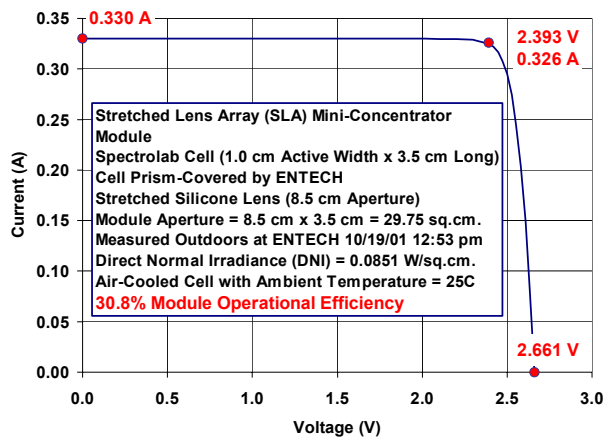 0.35
0.30
0.25
0.20
0.15
0.10
0.05
0.00
Current (A)
0.330 A
2.393 V
0.326 A
Stretched Lens Array (SLA) Mini-Concentrator
Module
Spectrolab Cell (1.0 cm Active Width x 3.5 cm Long)
Cell Prism-Covered by ENTECH
Stretched Silicone Lens (8.5 cm Aperture)
Module Aperture = 8.5 cm x 3.5 cm = 29.75 sq.cm.
Measured Outdoors at ENTECH 10/19/01 12:53 pm
Direct Normal Irradiance (DNI) = 0.0851 W/sq.cm.
Air-Cooled Cell with Ambient Temperature = 25C
30.8% Module Operational Efficiency
2.661 V
0.0 0.5 1.0 1.5 2.0 2.5 3.0
Voltage (V)